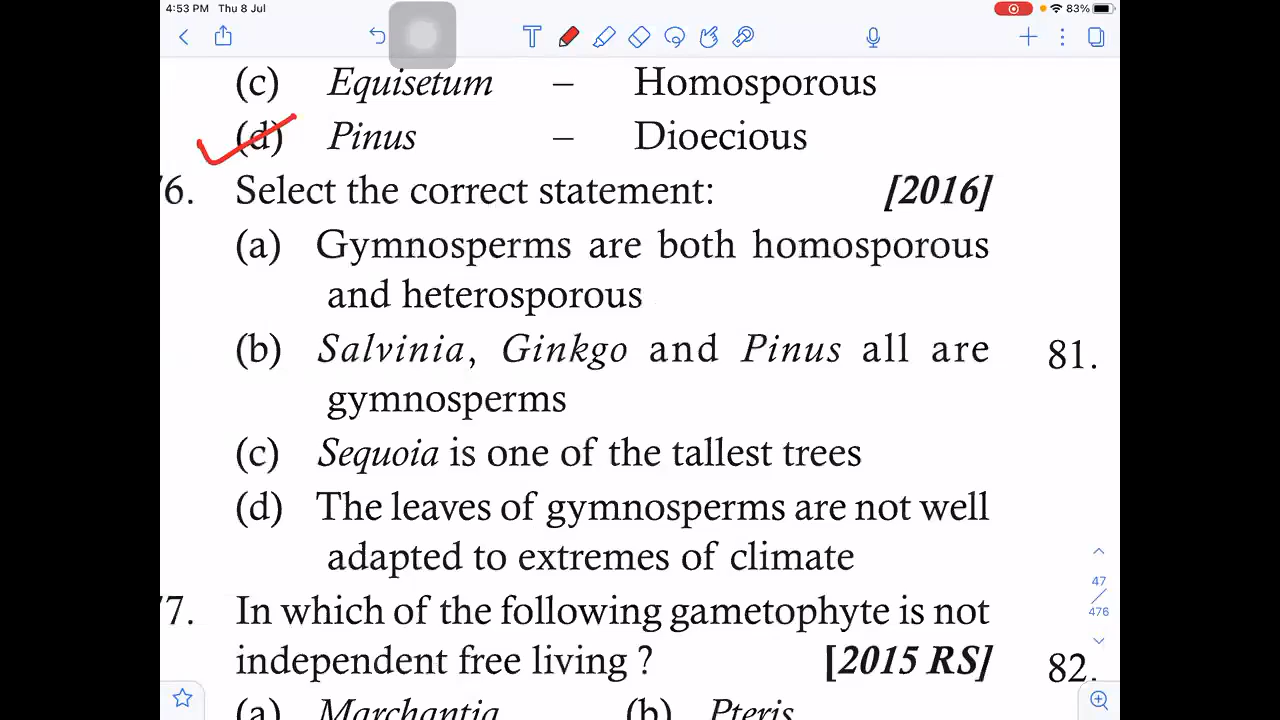 4:53 PM Thu 8 Jul
83%
(c) Equisetum – Homosporous
(d) Pinus – Dioecious
76. Select the correct statement: [2016]
(a) Gymnosperms are both homosporous
and heterosporous
(b) Salvinia, Ginkgo and Pinus all are
gymnosperms
81.
(c) Sequoia is one of the tallest trees
(d) The leaves of gymnosperms are not well
adapted to extremes of climate
47
476
77. In which of the following gametophyte is not
independent free living ? [2015 RS]
82.
(a) Marchantia (b) Pteris